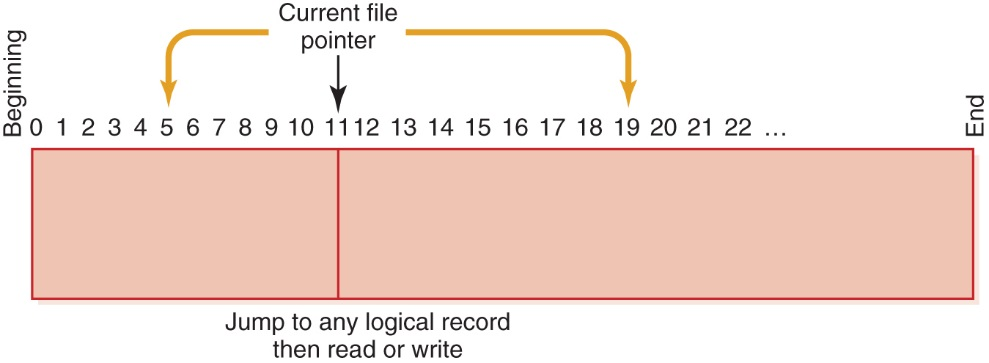 Current file
pointer
Beginning
0 1 2 3 4 5 6 7 8 9 10 11 12 13 14 15 16 17 18 19 20 21 22 ...
End
Jump to any logical record
then read or write